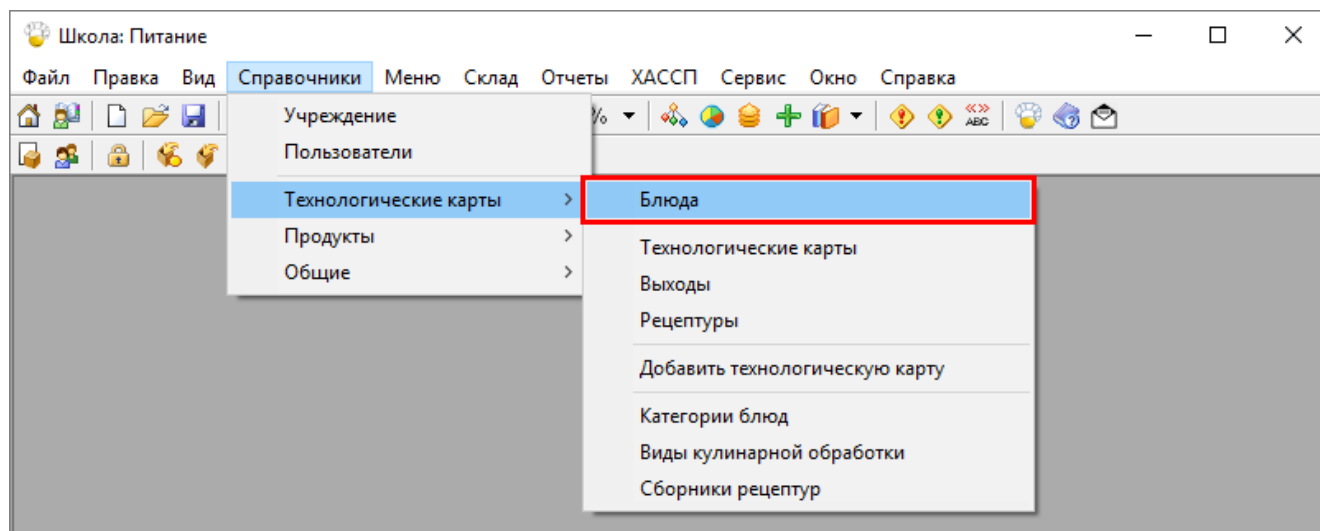 Школа: Питание
Файл Правка Вид Справочники Меню Склад Отчеты ХАССП Сервис Окно Справка
Учреждение
Пользователи
Технологические карты
Продукты
Общие
Блюда
Технологические карты
Выходы
Рецептуры
Добавить технологическую карту
Категории блюд
Виды кулинарной обработки
Сборники рецептур
%
ABC